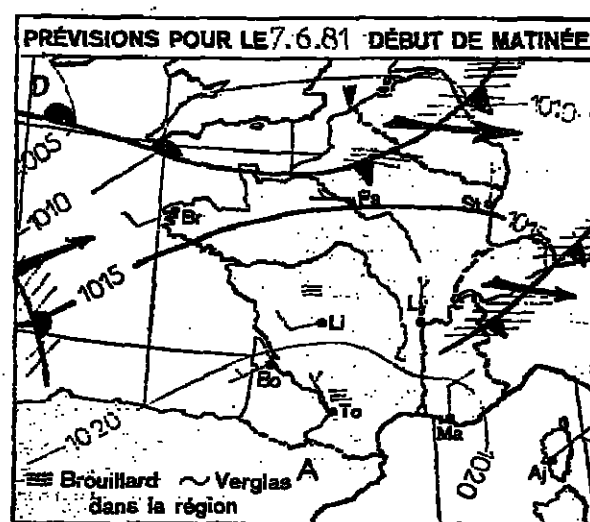 PRÉVISIONS POUR LE 7.6.81 DÉBUT DE MATINÉE
D
1010
005
1010
Br
Pa
St
1015
1015
Li
Ly
Bo
To
Ma
1020
1020
A
Aj
Brouillard Verglas
dans la région